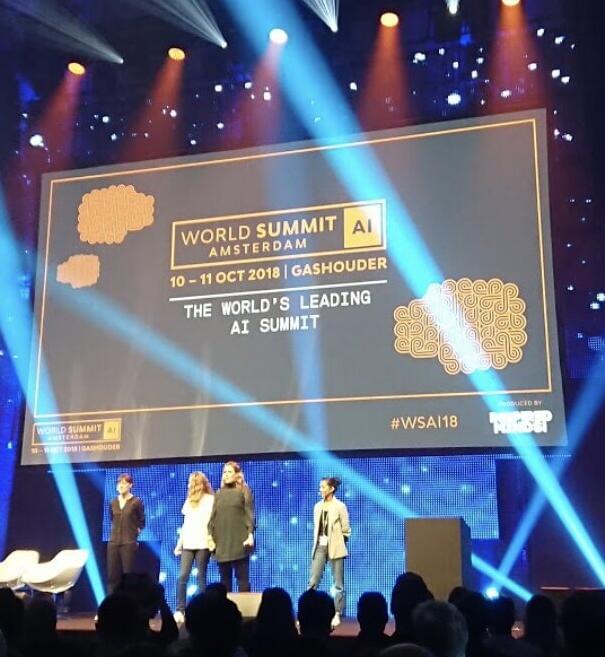 WORLD SUMMIT AI
AMSTERDAM
10 – 11 OCT 2018 | GASHOUDER
THE WORLD'S LEADING
AI SUMMIT
#WSAI18
PRODUCED BY
WORLD SUMMIT AI
AMSTERDAM
10 – 11 OCT 2018 | GASHOUDER